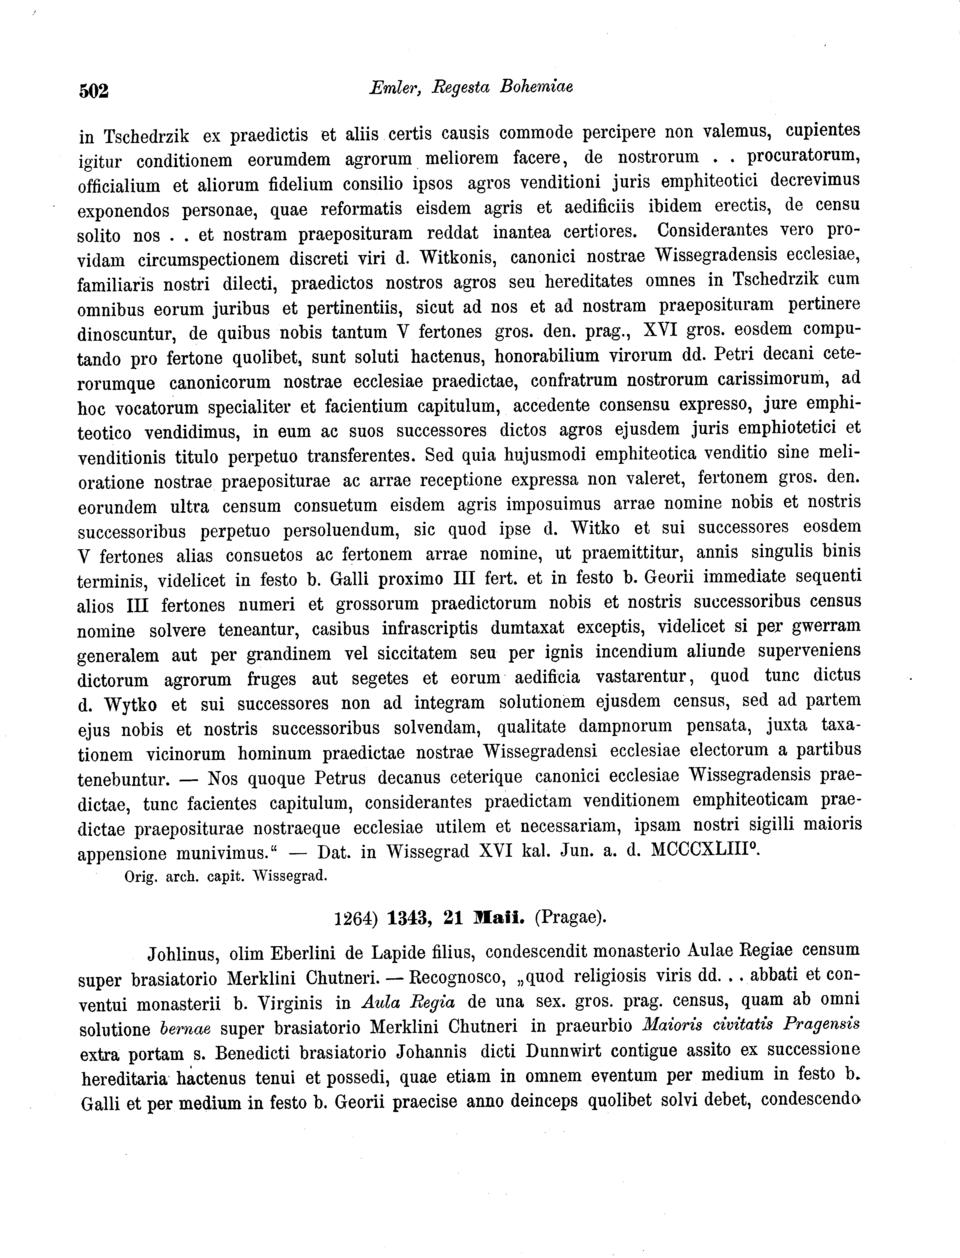 502
Emler, Regesta Bohemiae
in Tschedrzik ex praedictis et aliis certis causis commode percipere non valemus, cupientes
igitur conditionem eorumdem agrorum meliorem facere, de nostrorum . . procuratorum,
officialium et aliorum fidelium consilio ipsos agros venditioni juris emphiteotici decrevimus
exponendos personae, quae reformatis eisdem agris et aedificiis ibidem erectis, de censu
solito nos . . et nostram praeposituram reddat inantea certiores. Considerantes vero pro-
vidam circumspectionem discreti viri d. Witkonis, canonici nostrae Wissegradensis ecclesiae,
familiaris nostri dilecti, praedictos nostros agros seu hereditates omnes in Tschedrzik cum
omnibus eorum juribus et pertinentiis, sicut ad nos et ad nostram praeposituram pertinere
dinoscuntur, de quibus nobis tantum V fertones gros. den. prag., XVI gros. eosdem compu-
tando pro fertone quolibet, sunt soluti hactenus, honorabilium virorum dd. Petri decani cete-
rorumque canonicorum nostrae ecclesiae praedictae, confratrum nostrorum carissimorum, ad
hoc vocatorum specialiter et facientium capitulum, accedente consensu expresso, jure emphi-
teotico vendidimus, in eum ac suos successores dictos agros ejusdem juris emphiotetici et
venditionis titulo perpetuo transferentes. Sed quia hujusmodi emphiteotica venditio sine meli-
oratione nostrae praepositurae ac arrae receptione expressa non valeret, fertonem gros. den.
eorundem ultra censum consuetum eisdem agris imposuimus arrae nomine nobis et nostris
successoribus perpetuo persoluendum, sic quod ipse d. Witko et sui successores eosdem
V fertones alias consuetos ac fertonem arrae nomine, ut praemittitur, annis singulis binis
terminis, videlicet in festo b. Galli proximo III fert. et in festo b. Georii immediate sequenti
alios III fertones numeri et grossorum praedictorum nobis et nostris successoribus census
nomine solvere teneantur, casibus infrascriptis dumtaxat exceptis, videlicet si per gwerram
generalem aut per grandinem vel siccitatem seu per ignis incendium aliunde superveniens
dictorum agrorum fruges aut segetes et eorum aedificia vastarentur, quod tunc dictus
d. Wytko et sui successores non ad integram solutionem ejusdem census, sed ad partem
ejus nobis et nostris successoribus solvendam, qualitate dampnorum pensata, juxta taxa-
tionem vicinorum hominum praedictae nostrae Wissegradensi ecclesiae electorum a partibus
tenebuntur. — Nos quoque Petrus decanus ceterique canonici ecclesiae Wissegradensis prae-
dictae, tunc facientes capitulum, considerantes praedictam venditionem emphiteoticam prae-
dictae praepositurae nostraeque ecclesiae utilem et necessariam, ipsam nostri sigilli maioris
appensione munivimus.“ — Dat. in Wissegrad XVI kal. Jun. a. d. MCCCXLIII⁰.
Orig. arch. capit. Wissegrad.
1264) 1343, 21 Maii. (Pragae).
Johlinus, olim Eberlini de Lapide filius, condescendit monasterio Aulae Regiae censum
super brasiatorio Merklini Chutneri. — Recognosco, „quod religiosis viris dd. . . abbati et con-
ventui monasterii b. Virginis in Aula Regia de una sex. gros. prag. census, quam ab omni
solutione bernae super brasiatorio Merklini Chutneri in praeurbio Maioris civitatis Pragensis
extra portam s. Benedicti brasiatorio Johannis dicti Dunnwirt contigue assito ex successione
hereditaria hactenus tenui et possedi, quae etiam in omnem eventum per medium in festo b.
Galli et per medium in festo b. Georii praecise anno deinceps quolibet solvi debet, condescendo